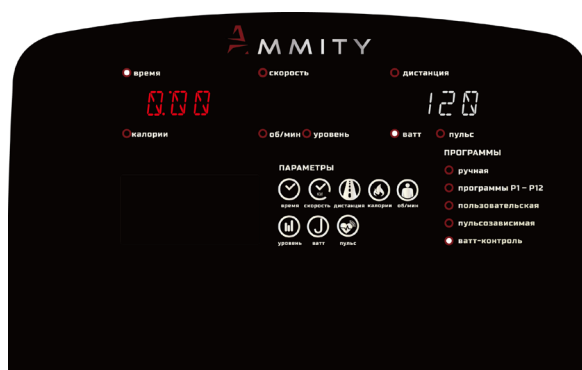 AMMITY
время скорость дистанция
0:00 120
калории об/мин уровень ватт пульс
ПРОГРАММЫ
ручная
программы P1 – P12
пользовательская
пульсозависимая
ватт-контроль
ПАРАМЕТРЫ
время скорость дистанция калории об/мин
уровень ватт пульс